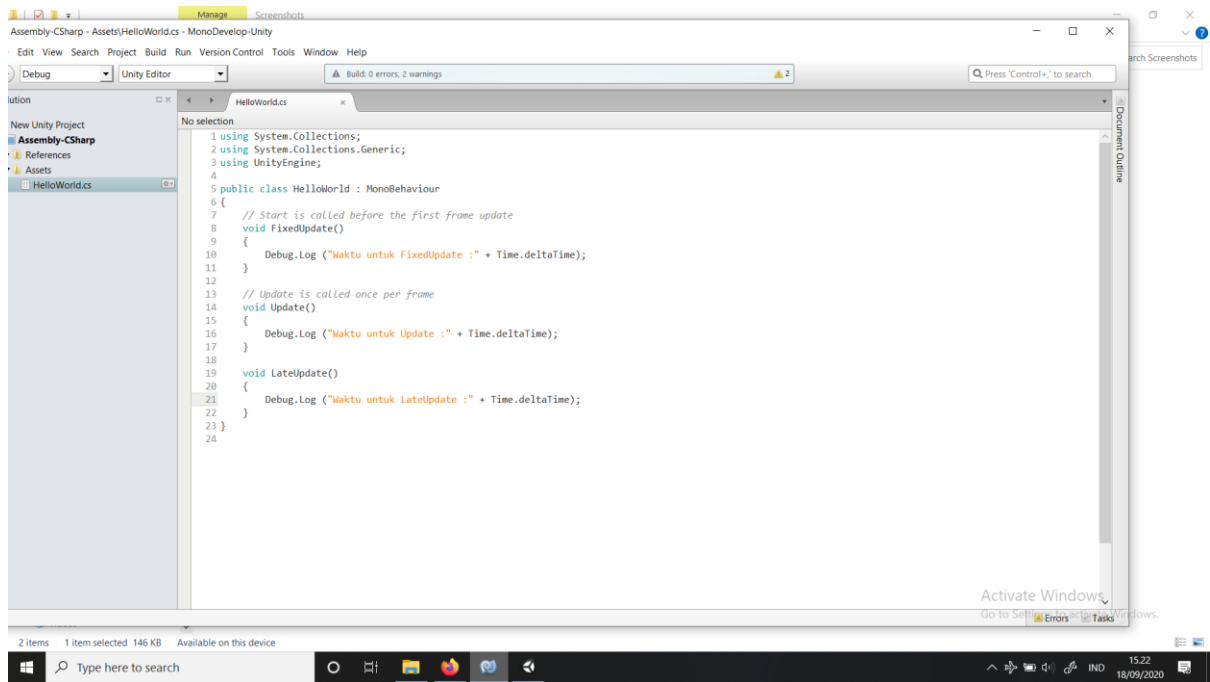 Manage Screenshots
Assembly-CSharp - Assets\HelloWorld.cs - MonoDevelop-Unity
Edit View Search Project Build Run Version Control Tools Window Help
arch Screenshots
Debug Unity Editor Build: 0 errors, 2 warnings 2 Press 'Control+,' to search
lution HelloWorld.cs
No selection
Document Outline
New Unity Project
Assembly-CSharp
References
Assets
HelloWorld.cs
1 using System.Collections;
2 using System.Collections.Generic;
3 using UnityEngine;
4
5 public class HelloWorld : MonoBehaviour
6 {
7 // Start is called before the first frame update
8 void FixedUpdate()
9 {
10 Debug.Log ("Waktu untuk FixedUpdate :" + Time.deltaTime);
11 }
12
13 // Update is called once per frame
14 void Update()
15 {
16 Debug.Log ("Waktu untuk Update :" + Time.deltaTime);
17 }
18
19 void LateUpdate()
20 {
21 Debug.Log ("Waktu untuk LateUpdate :" + Time.deltaTime);
22 }
23 }
24
Activate Windows
Go to Settings to activate Windows.
Errors Tasks
2 items 1 item selected 146 KB Available on this device
Type here to search
IND
15.22
18/09/2020